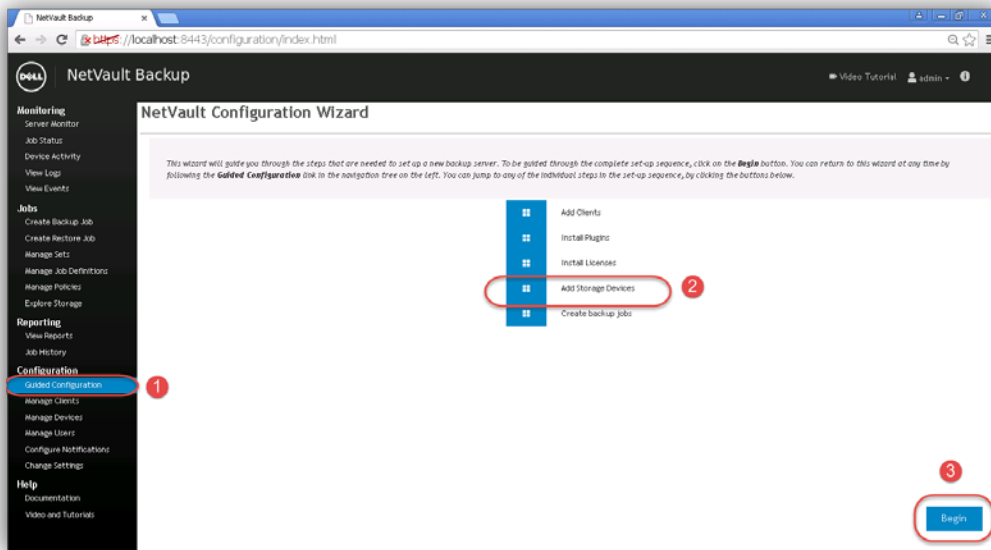 NetVault Backup
https://localhost:8443/configuration/index.html
DELL
NetVault Backup
Video Tutorial
admin
Monitoring
Server Monitor
Job Status
Device Activity
View Logs
View Events
Jobs
Create Backup Job
Create Restore Job
Manage Sets
Manage Job Definitions
Manage Policies
Explore Storage
Reporting
View Reports
Job History
Configuration
Guided Configuration
Manage Clients
Manage Devices
Manage Users
Configure Notifications
Change Settings
Help
Documentation
Video and Tutorials
1
NetVault Configuration Wizard
This wizard will guide you through the steps that are needed to set up a new backup server. To be guided through the complete set-up sequence, click on the Begin button. You can return to this wizard at any time by
following the Guided Configuration link in the navigation tree on the left. You can jump to any of the individual steps in the set-up sequence, by clicking the buttons below.
Add Clients
Install Plugins
Install Licenses
Add Storage Devices
2
Create backup jobs
3
Begin